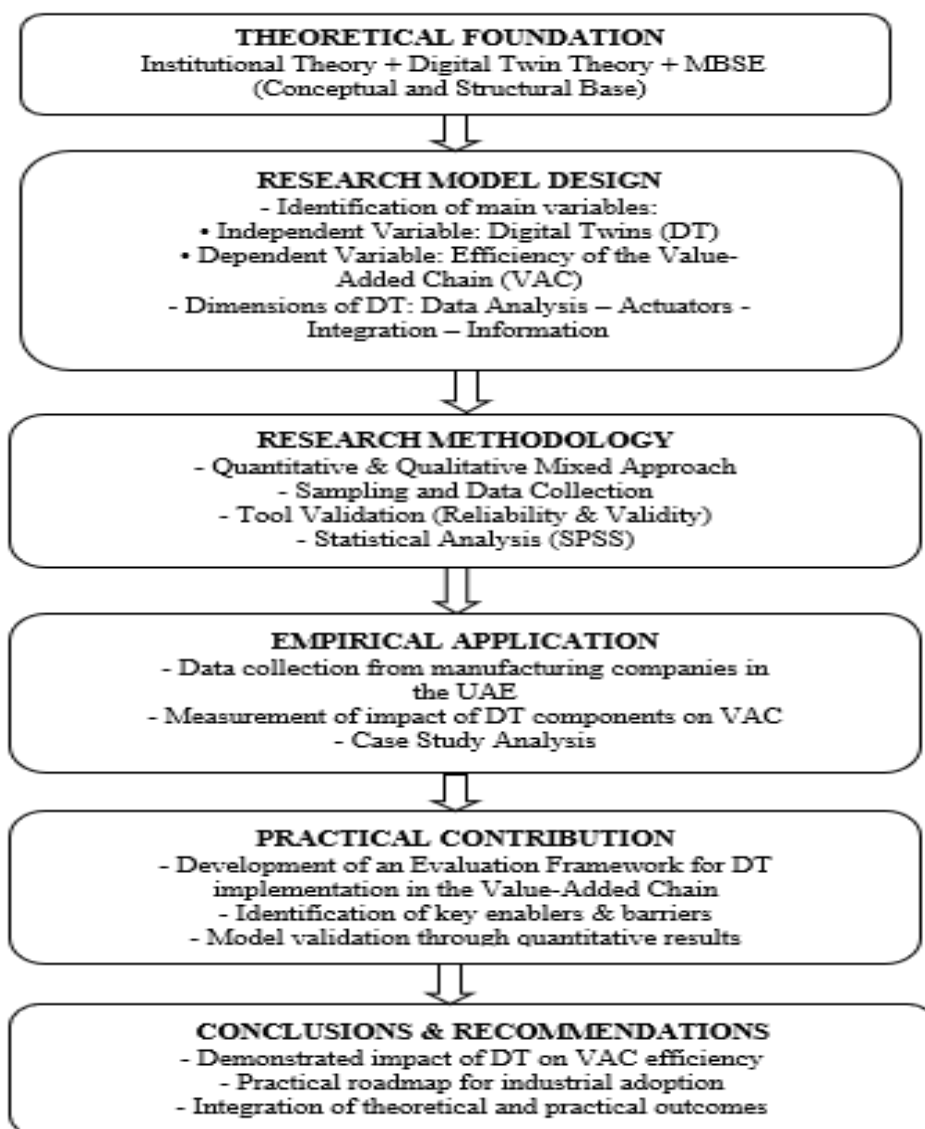 THEORETICAL FOUNDATION
Institutional Theory + Digital Twin Theory + MBSE
(Conceptual and Structural Base)
RESEARCH MODEL DESIGN
- Identification of main variables:
• Independent Variable: Digital Twins (DT)
• Dependent Variable: Efficiency of the Value-
Added Chain (VAC)
- Dimensions of DT: Data Analysis – Actuators -
Integration – Information
RESEARCH METHODOLOGY
- Quantitative & Qualitative Mixed Approach
- Sampling and Data Collection
- Tool Validation (Reliability & Validity)
- Statistical Analysis (SPSS)
EMPIRICAL APPLICATION
- Data collection from manufacturing companies in
the UAE
- Measurement of impact of DT components on VAC
- Case Study Analysis
PRACTICAL CONTRIBUTION
- Development of an Evaluation Framework for DT
implementation in the Value-Added Chain
- Identification of key enablers & barriers
- Model validation through quantitative results
CONCLUSIONS & RECOMMENDATIONS
- Demonstrated impact of DT on VAC efficiency
- Practical roadmap for industrial adoption
- Integration of theoretical and practical outcomes